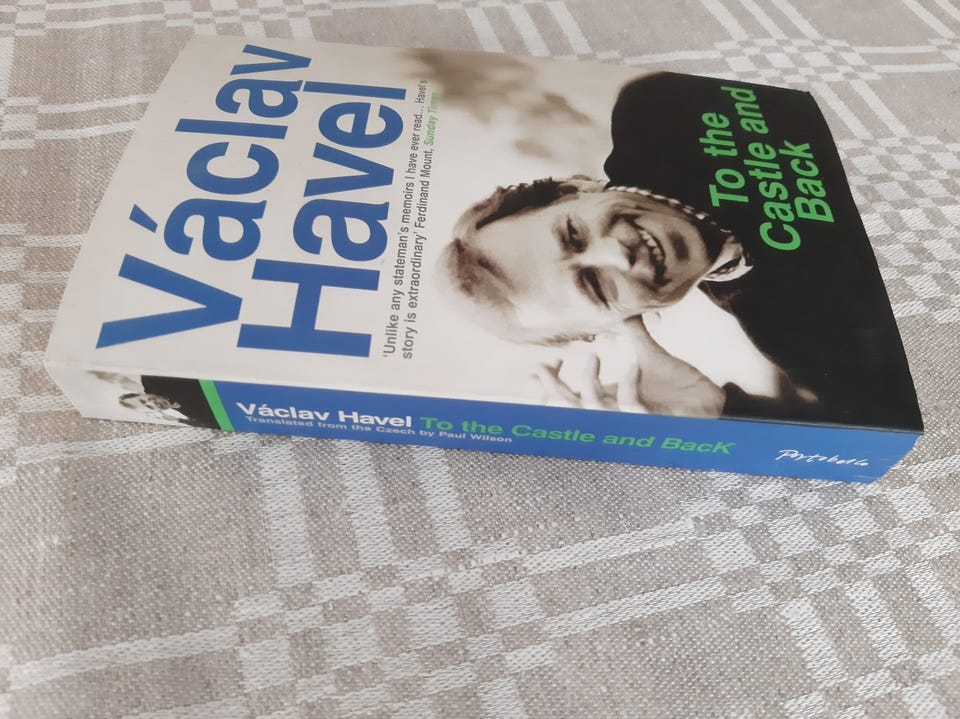 Václav
Havel
'Unlike any stateman's memoirs I have ever read... Havel's
story is extraordinary' Ferdinand Mount, Sunday Times
To the
Castle and
Back
Václav Havel To the Castle and Back
Translated from the Czech by Paul Wilson
Portobello